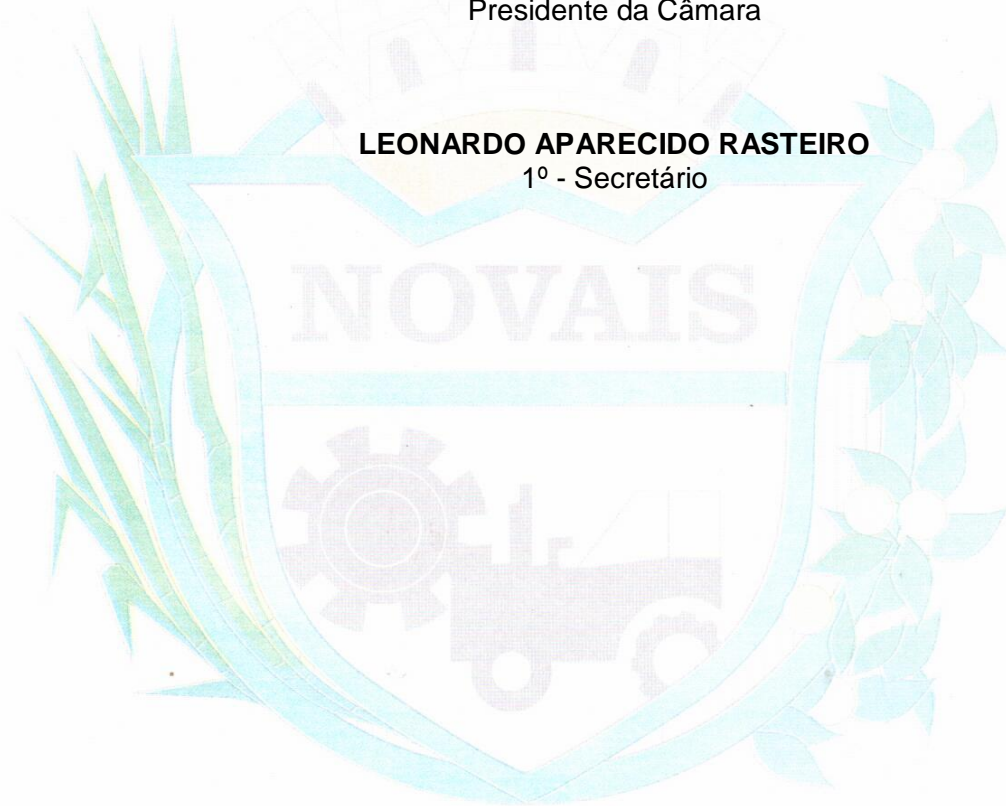 Presidente da Câmara
LEONARDO APARECIDO RASTEIRO
1º - Secretário
NOVAIS